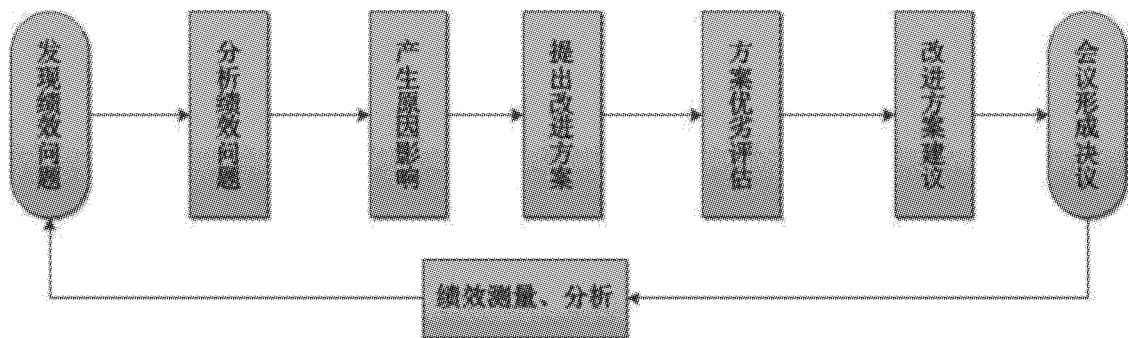 发现绩效问题
分析绩效问题
产生原因影响
提出改进方案
方案优劣评估
改进方案建议
会议形成决议
绩效测量、分析